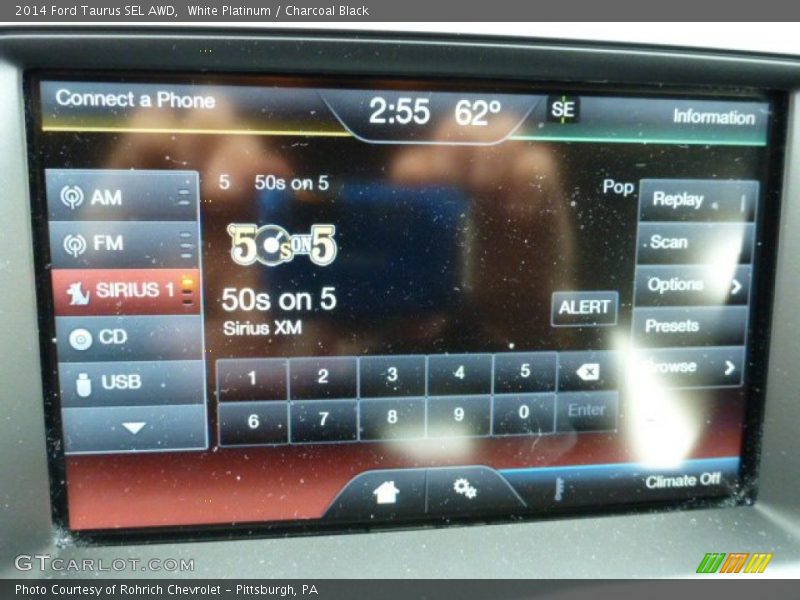 2014 Ford Taurus SEL AWD, White Platinum / Charcoal Black
Connect a Phone
2:55 62°
SE
Information
AM
FM
SIRIUS 1
CD
USB
5 50s on 5
Pop
50s ON 5
50s on 5
Sirius XM
ALERT
Replay
Scan
Options
Presets
Browse
1 2 3 4 5
6 7 8 9 0 Enter
Climate Off
GTCARLOT.COM
Photo Courtesy of Rohrich Chevrolet - Pittsburgh, PA